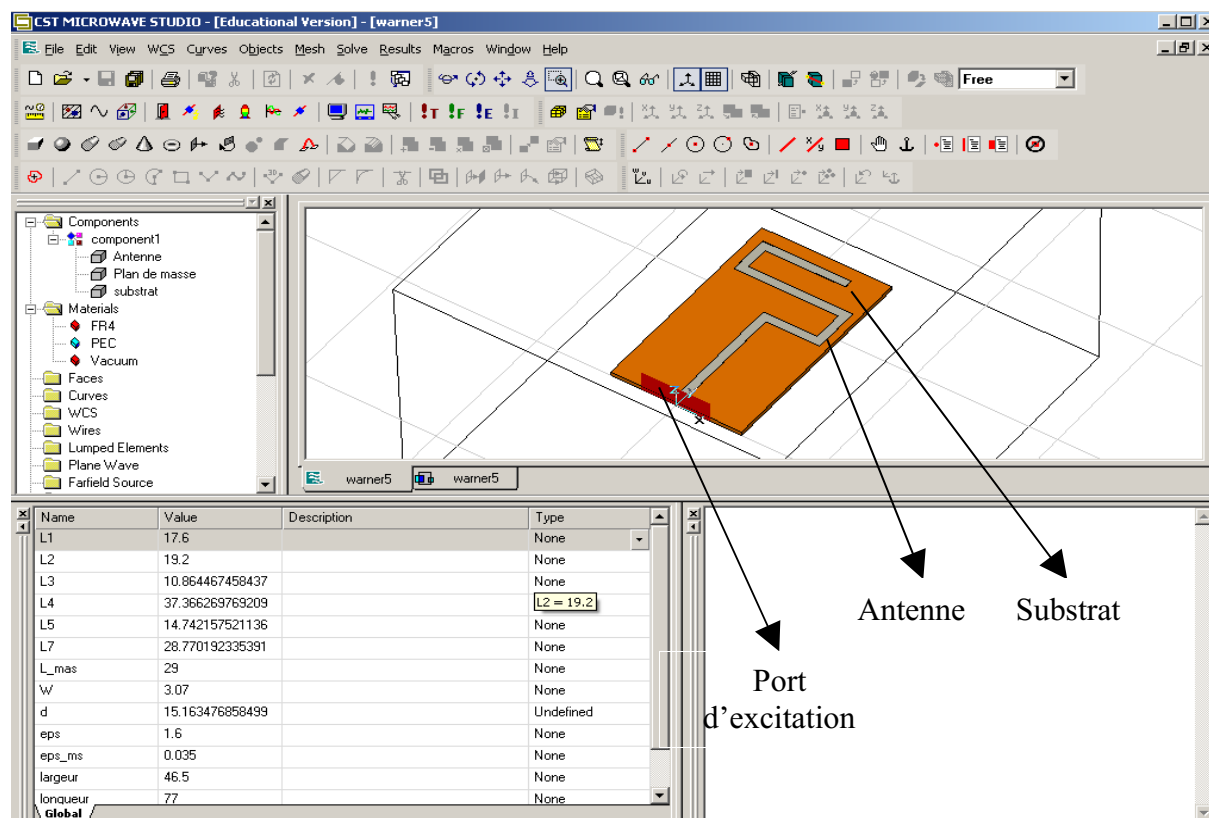 CST MICROWAVE STUDIO - [Educational Version] - [warner5]
File Edit View WCS Curves Objects Mesh Solve Results Macros Window Help
Free
Components
component1
Antenne
Plan de masse
substrat
Materials
FR4
PEC
Vacuum
Faces
Curves
WCS
Wires
Lumped Elements
Plane Wave
Farfield Source
Z
X
warner5 warner5
Name Value Description Type
L1 17.6 None
L2 19.2 None
L3 10.864467458437 None
L4 37.366269769209 L2 = 19.2
L5 14.742157521136 None
L7 28.770192335391 None
L_mas 29 None
W 3.07 None
d 15.163476858499 Undefined
eps 1.6 None
eps_ms 0.035 None
largeur 46.5 None
longueur 77 None
Global
Antenne Substrat
Port
d'excitation